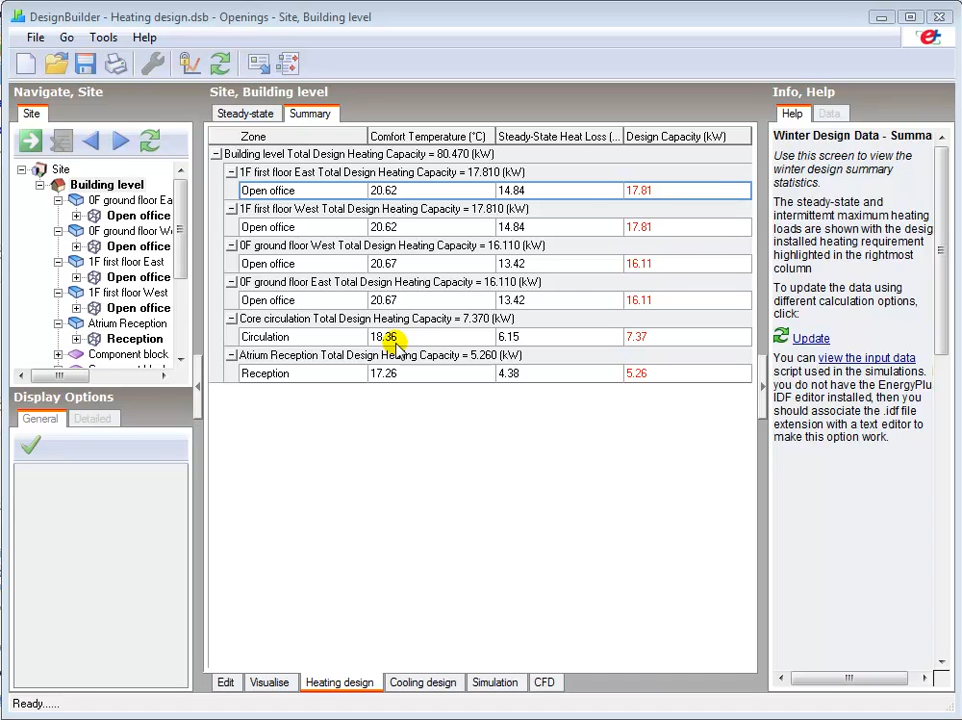 DesignBuilder - Heating design.dsb - Openings - Site, Building level
File Go Tools Help
Navigate, Site
Site
Site
Building level
0F ground floor Ea
Open office
0F ground floor W
Open office
1F first floor East
Open office
1F first floor West
Open office
Atrium Reception
Reception
Component block
Display Options
General Detailed
Site, Building level
Steady-state Summary
Zone Comfort Temperature (°C) Steady-State Heat Loss (... Design Capacity (kW)
Building level Total Design Heating Capacity = 80.470 (kW)
1F first floor East Total Design Heating Capacity = 17.810 (kW)
Open office 20.62 14.84 17.81
1F first floor West Total Design Heating Capacity = 17.810 (kW)
Open office 20.62 14.84 17.81
0F ground floor West Total Design Heating Capacity = 16.110 (kW)
Open office 20.67 13.42 16.11
0F ground floor East Total Design Heating Capacity = 16.110 (kW)
Open office 20.67 13.42 16.11
Core circulation Total Design Heating Capacity = 7.370 (kW)
Circulation 18.36 6.15 7.37
Atrium Reception Total Design Heating Capacity = 5.260 (kW)
Reception 17.26 4.38 5.26
Edit Visualise Heating design Cooling design Simulation CFD
Info, Help
Help Data
Winter Design Data - Summa
Use this screen to view the
winter design summary
statistics.
The steady-state and
intermittemt maximum heating
loads are shown with the desig
installed heating requirement
highlighted in the rightmost
column
To update the data using
different calculation options,
click:
Update
You can view the input data
script used in the simulations. 
you do not have the EnergyPlu
IDF editor installed, then you
should associate the .idf file
extension with a text editor to
make this option work.
Ready......